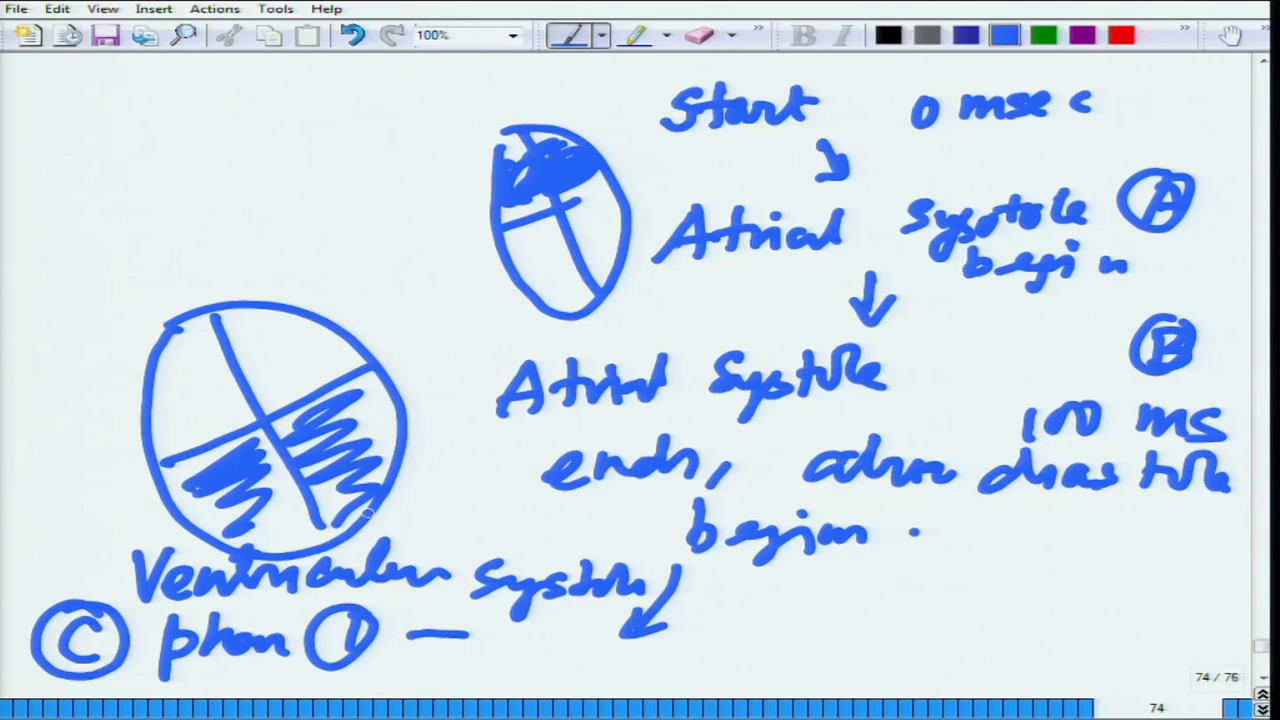 File Edit View Insert Actions Tools Help
100%
B I
Start 0 msec
Atrial systole A
begin
Atrial Systole B
100 ms
ends, diastole
begin.
Ventricular Systole
C phase 1 —
74 / 76
74